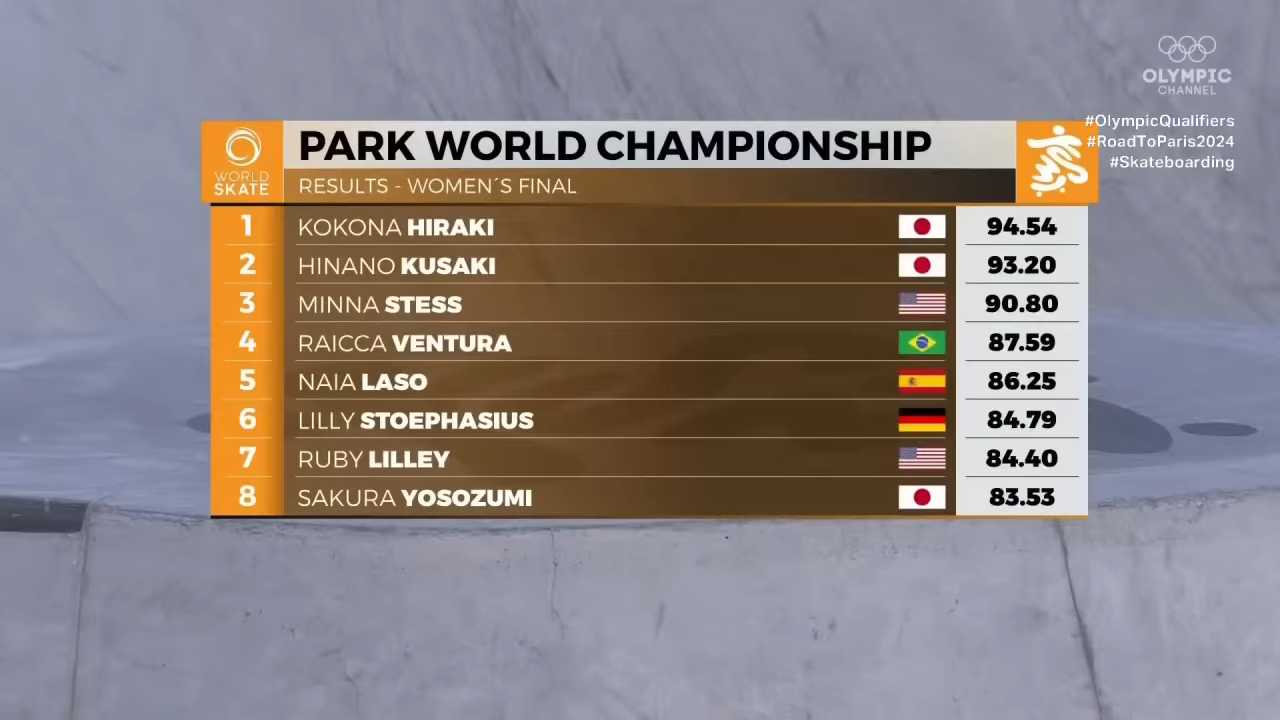 OLYMPIC
CHANNEL
#OlympicQualifiers
#RoadToParis2024
#Skateboarding
WORLD
SKATE
PARK WORLD CHAMPIONSHIP
RESULTS - WOMEN´S FINAL
1 KOKONA HIRAKI 94.54
2 HINANO KUSAKI 93.20
3 MINNA STESS 90.80
4 RAICCA VENTURA 87.59
5 NAIA LASO 86.25
6 LILLY STOEPHASIUS 84.79
7 RUBY LILLEY 84.40
8 SAKURA YOSOZUMI 83.53